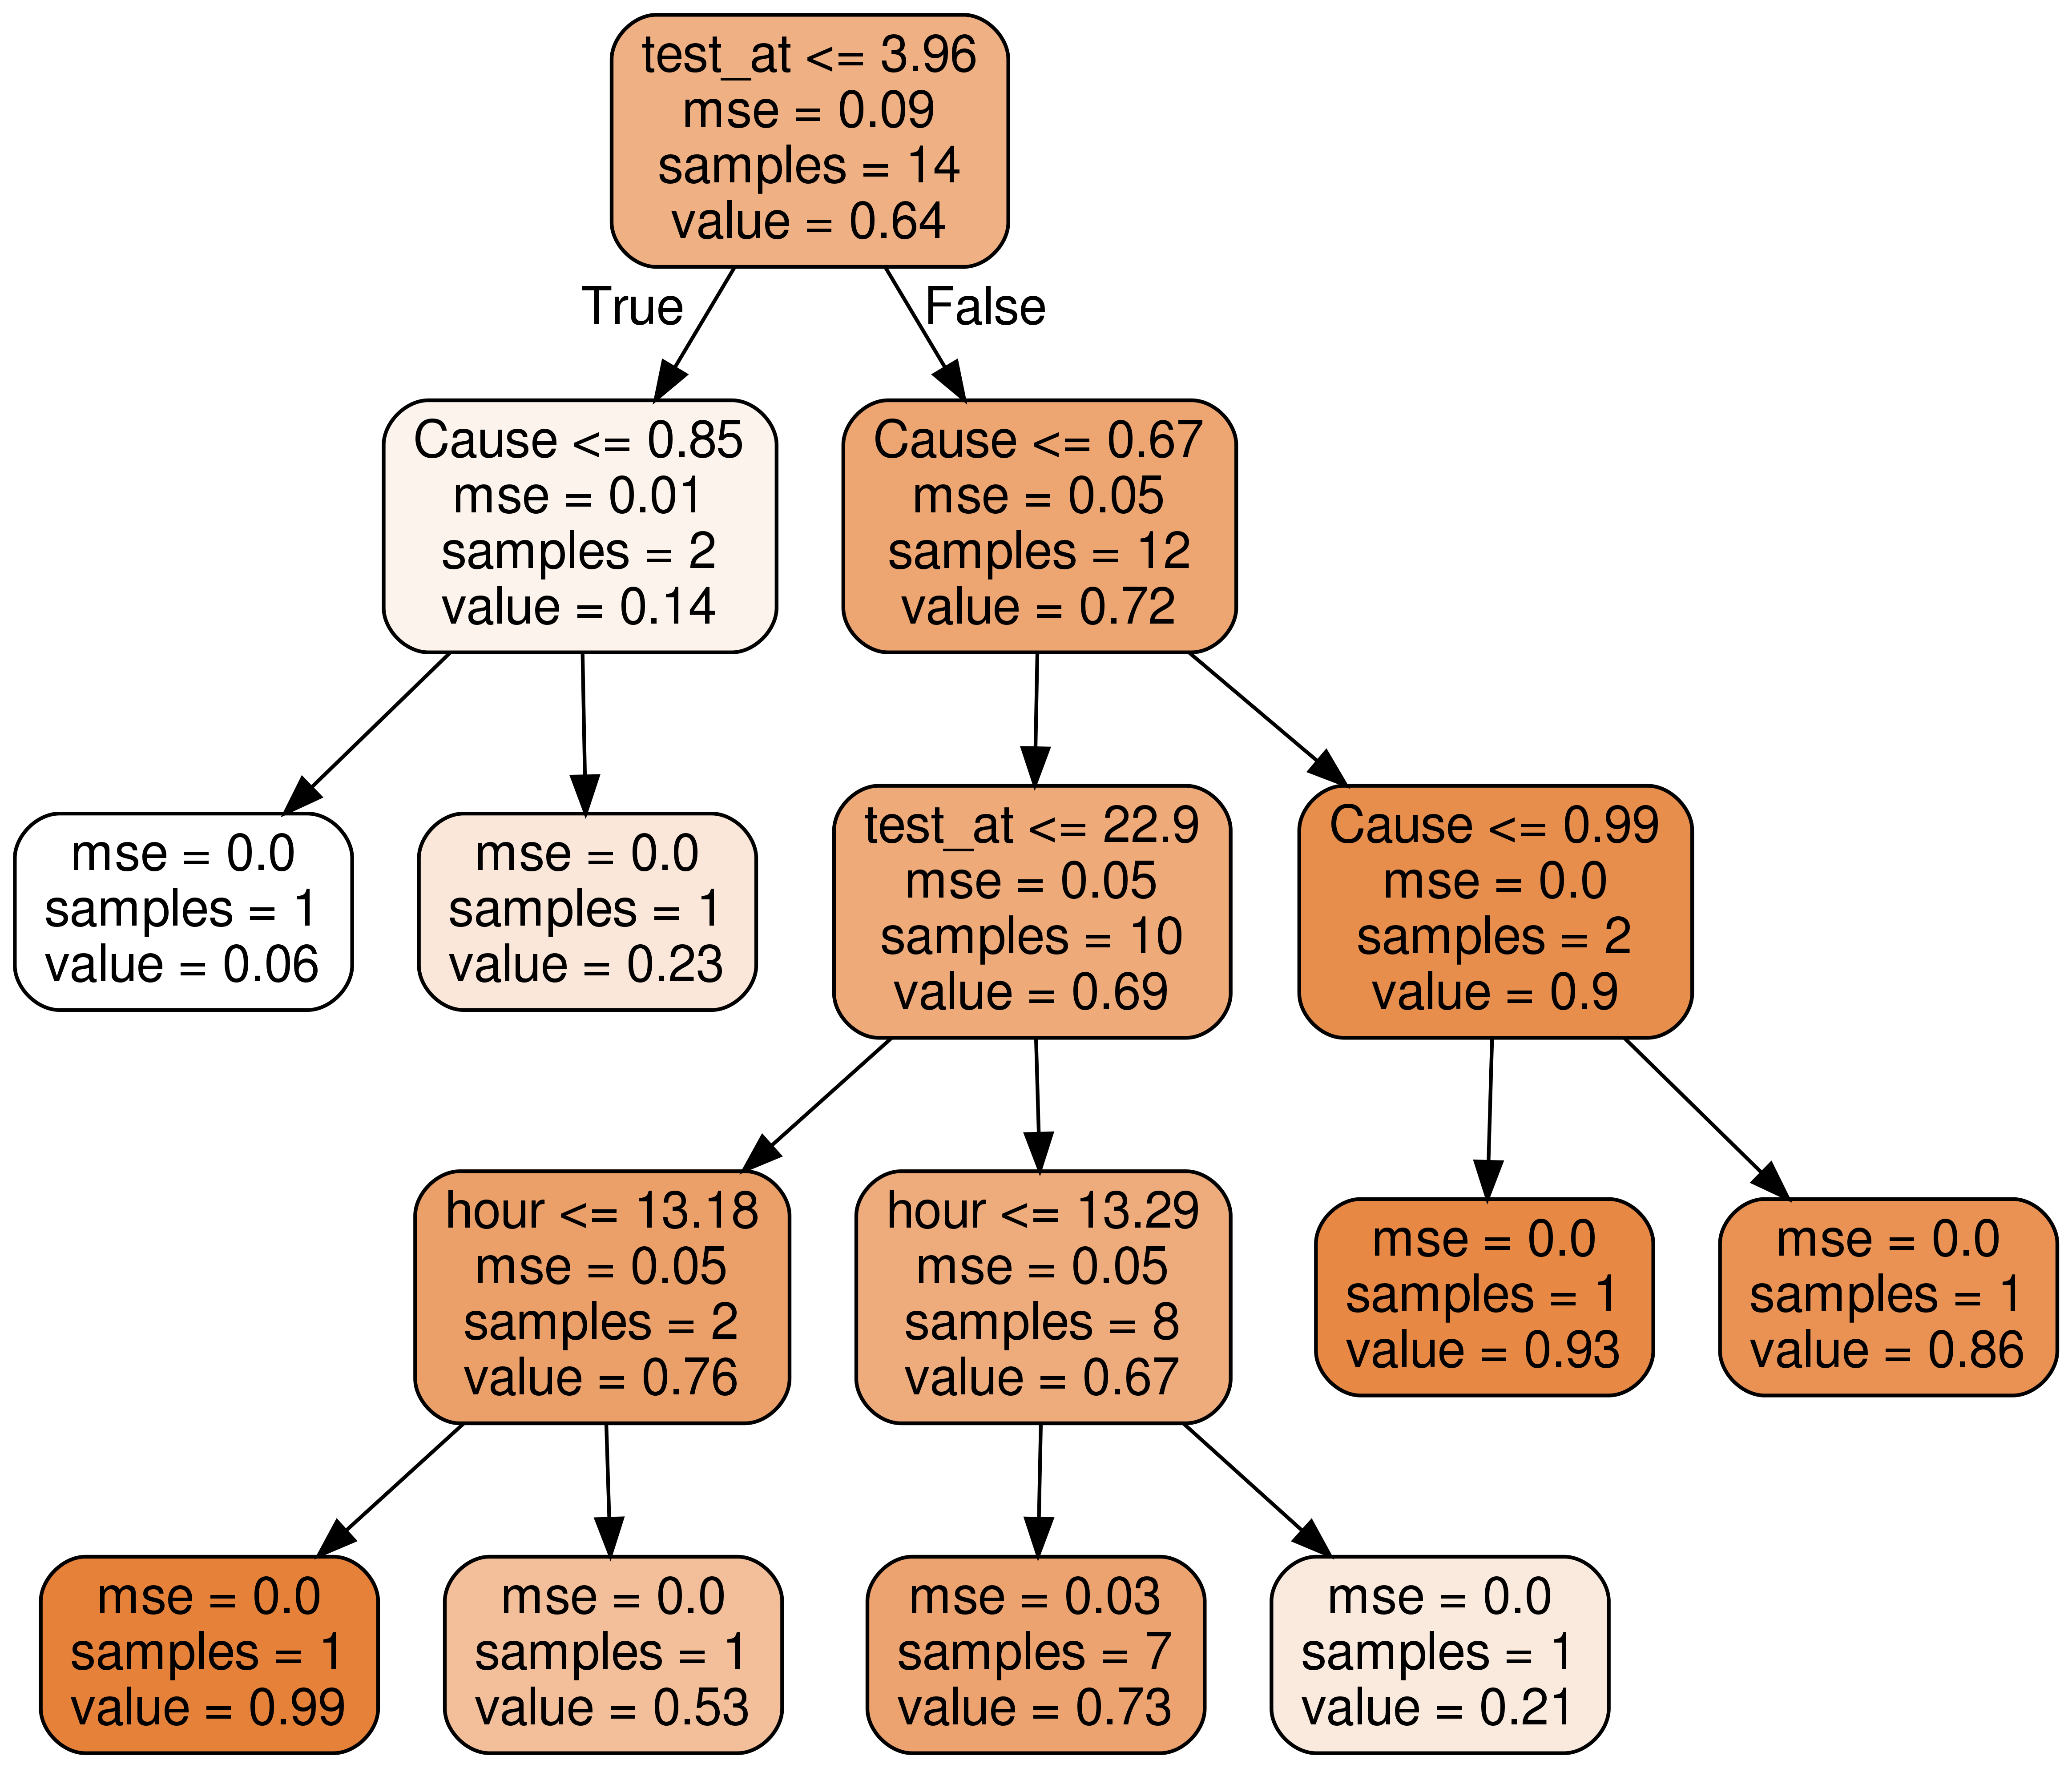 test_at <= 3.96
mse = 0.09
samples = 14
value = 0.64
True
False
Cause <= 0.85
mse = 0.01
samples = 2
value = 0.14
Cause <= 0.67
mse = 0.05
samples = 12
value = 0.72
mse = 0.0
samples = 1
value = 0.06
mse = 0.0
samples = 1
value = 0.23
test_at <= 22.9
mse = 0.05
samples = 10
value = 0.69
Cause <= 0.99
mse = 0.0
samples = 2
value = 0.9
hour <= 13.18
mse = 0.05
samples = 2
value = 0.76
hour <= 13.29
mse = 0.05
samples = 8
value = 0.67
mse = 0.0
samples = 1
value = 0.93
mse = 0.0
samples = 1
value = 0.86
mse = 0.0
samples = 1
value = 0.99
mse = 0.0
samples = 1
value = 0.53
mse = 0.03
samples = 7
value = 0.73
mse = 0.0
samples = 1
value = 0.21